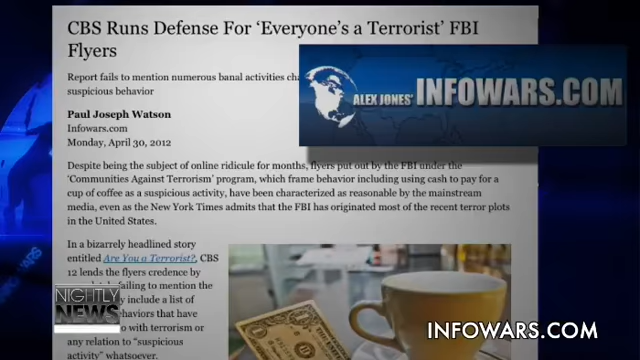 CBS Runs Defense For ‘Everyone’s a Terrorist’ FBI
Flyers
Report fails to mention numerous banal activities
suspicious behavior
ALEX JONES' INFOWARS.COM
Paul Joseph Watson
Infowars.com
Monday, April 30, 2012
Despite being the subject of online ridicule for months, flyers put out by the FBI under the
‘Communities Against Terrorism’ program, which frame behavior including using cash to pay for a
cup of coffee as a suspicious activity, have been characterized as reasonable by the mainstream
media, even as the New York Times admits that the FBI has originated most of the recent terror plots
in the United States.
In a bizarrely headlined story
entitled Are You a Terrorist?, CBS
12 lends the flyers credence by
failing to mention the
include a list of
behaviors that have
with terrorism or
any relation to “suspicious
activity” whatsoever.
NIGHTLY
NEWS
INFOWARS.COM